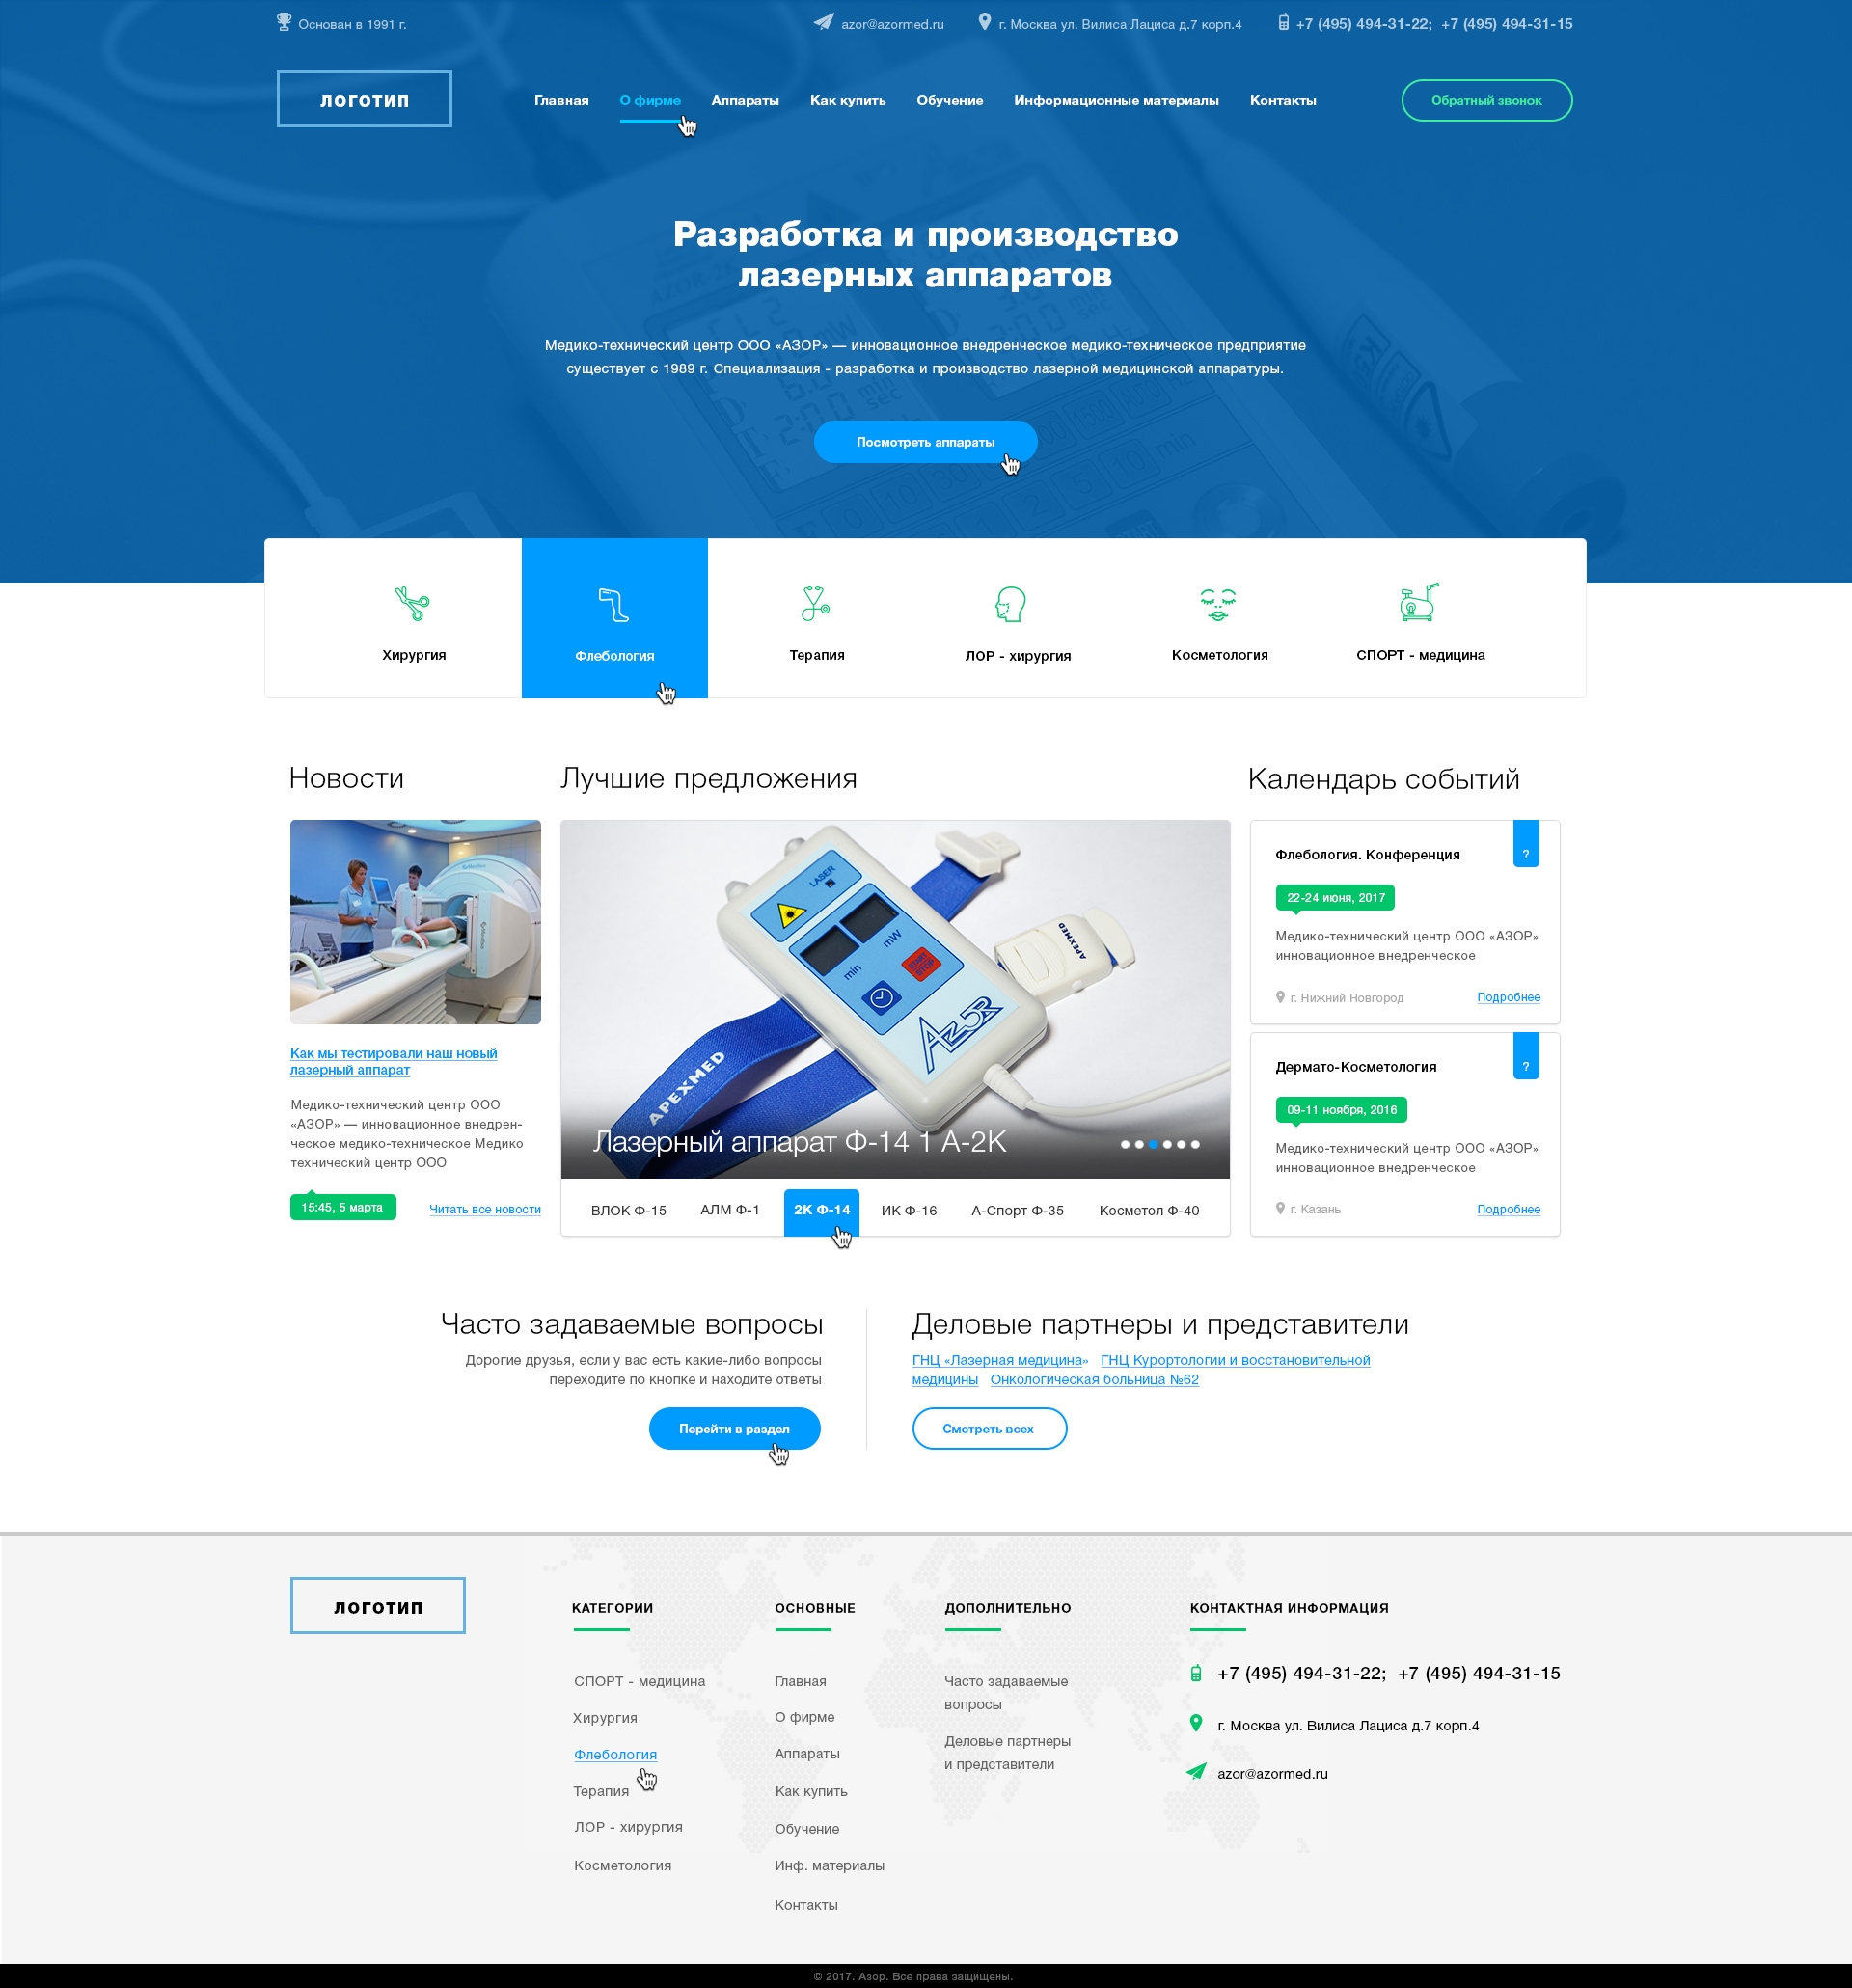 Основан в 1991 г.
azor@azormed.ru
г. Москва ул. Вилиса Лациса д.7 корп.4
+7 (495) 494-31-22; +7 (495) 494-31-15
ЛОГОТИП
Главная
О фирме
Аппараты
Как купить
Обучение
Информационные материалы
Контакты
Обратный звонок
Разработка и производство
лазерных аппаратов
Медико-технический центр ООО «АЗОР» — инновационное внедренческое медико-техническое предприятие
существует с 1989 г. Специализация - разработка и производство лазерной медицинской аппаратуры.
Посмотреть аппараты
Хирургия
Флебология
Терапия
ЛОР - хирургия
Косметология
СПОРТ - медицина
Новости
Как мы тестировали наш новый
лазерный аппарат
Медико-технический центр ООО
«АЗОР» — инновационное внедрен-
ческое медико-техническое Медико
технический центр ООО
15:45, 5 марта
Читать все новости
Лучшие предложения
LASER
mW
min
START
STOP
AZOR
APEXMED
APEXMED
Лазерный аппарат Ф-14 1 А-2К
ВЛОК Ф-15
АЛМ Ф-1
2К Ф-14
ИК Ф-16
А-Спорт Ф-35
Косметол Ф-40
Календарь событий
Флебология. Конференция
?
22-24 июня, 2017
Медико-технический центр ООО «АЗОР»
инновационное внедренческое
г. Нижний Новгород
Подробнее
Дермато-Косметология
?
09-11 ноября, 2016
Медико-технический центр ООО «АЗОР»
инновационное внедренческое
г. Казань
Подробнее
Часто задаваемые вопросы
Дорогие друзья, если у вас есть какие-либо вопросы
переходите по кнопке и находите ответы
Перейти в раздел
Деловые партнеры и представители
ГНЦ «Лазерная медицина» ГНЦ Курортологии и восстановительной
медицины Онкологическая больница №62
Смотреть всех
ЛОГОТИП
КАТЕГОРИИ
СПОРТ - медицина
Хирургия
Флебология
Терапия
ЛОР - хирургия
Косметология
ОСНОВНЫЕ
Главная
О фирме
Аппараты
Как купить
Обучение
Инф. материалы
Контакты
ДОПОЛНИТЕЛЬНО
Часто задаваемые
вопросы
Деловые партнеры
и представители
КОНТАКТНАЯ ИНФОРМАЦИЯ
+7 (495) 494-31-22; +7 (495) 494-31-15
г. Москва ул. Вилиса Лациса д.7 корп.4
azor@azormed.ru
© 2017. Азор. Все права защищены.